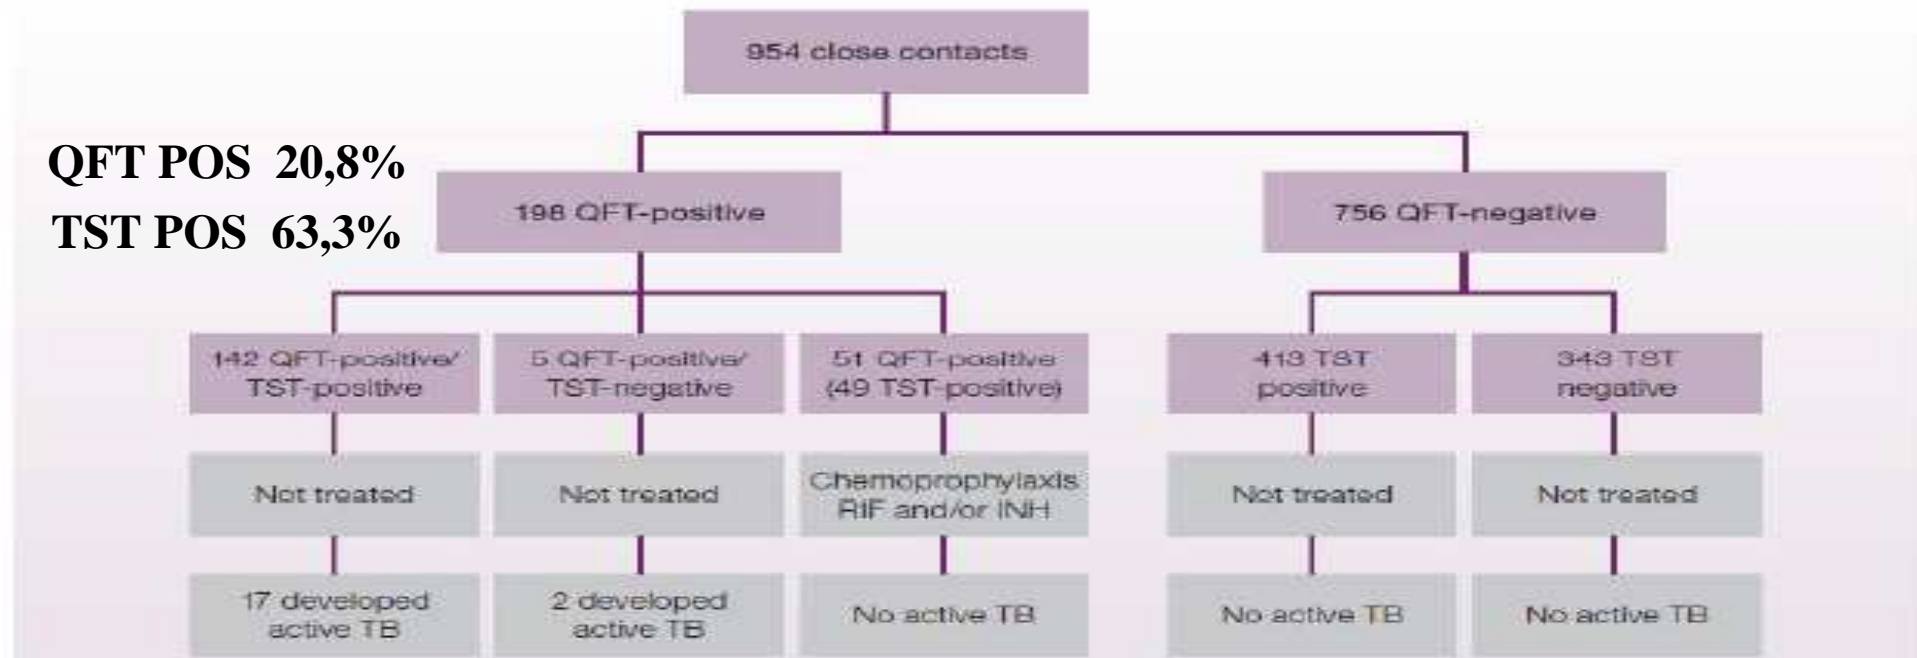 954 close contacts
QFT POS 20,8%
TST POS 63,3%
198 QFT-positive
756 QFT-negative
142 QFT-positive/
TST-positive
5 QFT-positive/
TST-negative
51 QFT-positive
(49 TST-positive)
413 TST
positive
343 TST
negative
Not treated
Not treated
Chemoprophylaxis
RIF and/or INH
Not treated
Not treated
17 developed
active TB
2 developed
active TB
No active TB
No active TB
No active TB